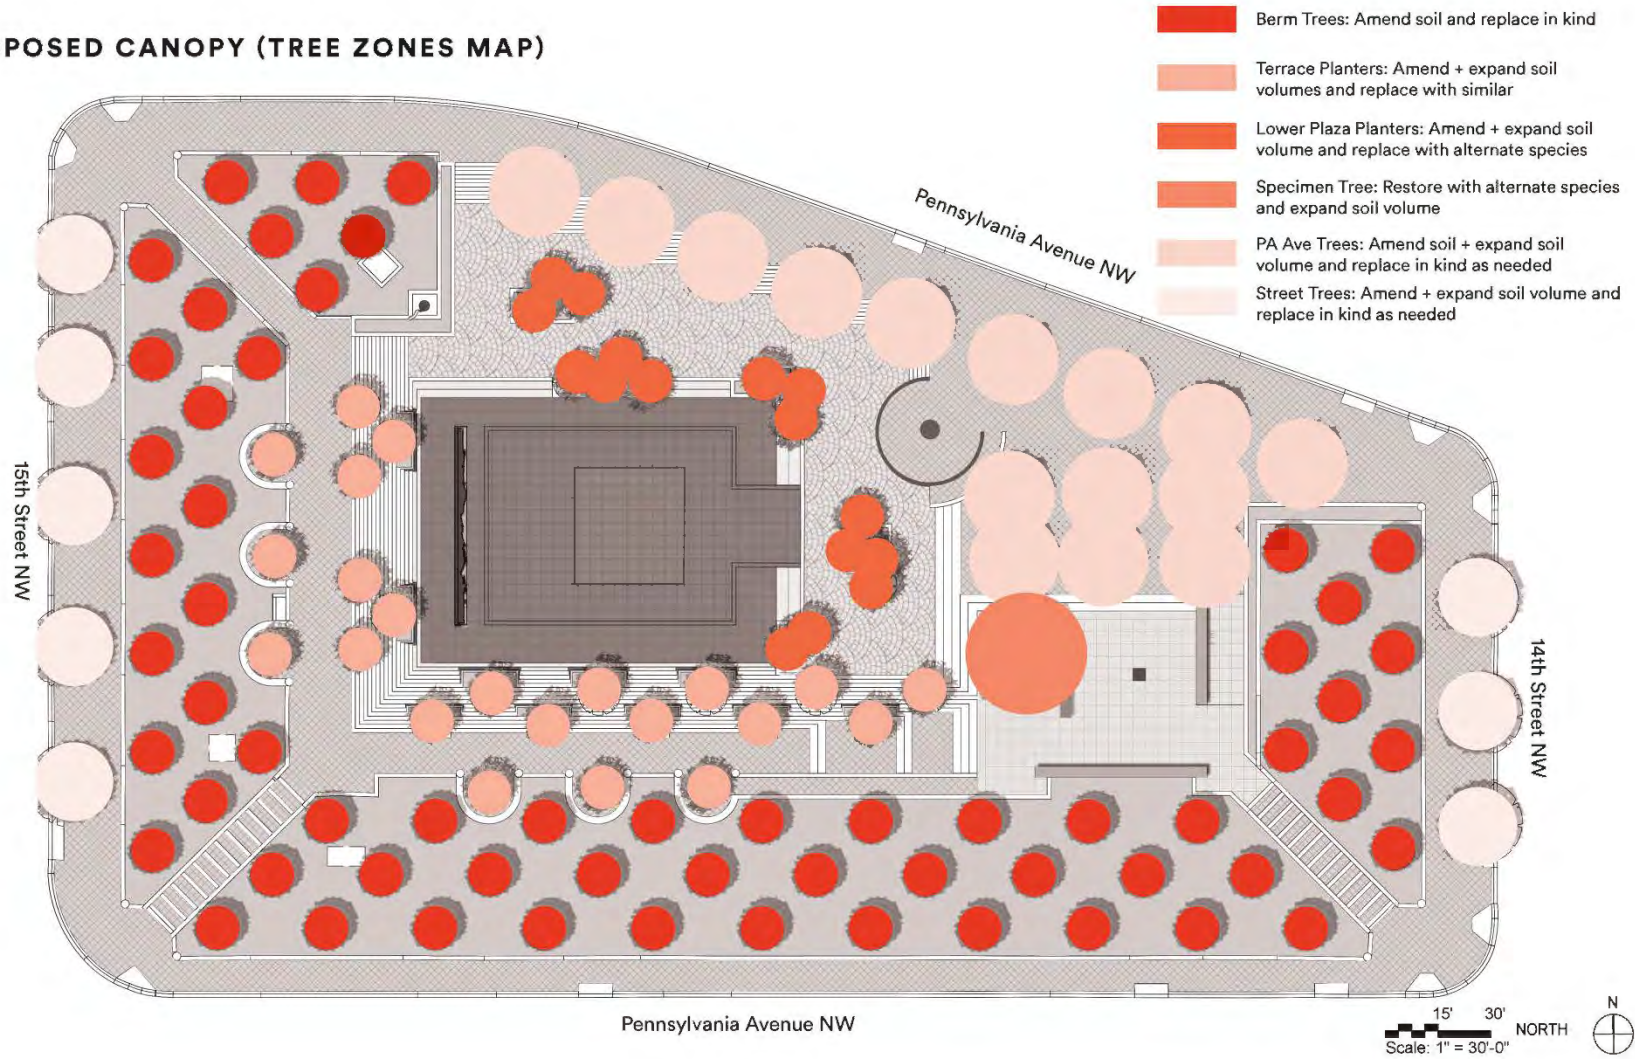 POSED CANOPY (TREE ZONES MAP)
Berm Trees: Amend soil and replace in kind
Terrace Planters: Amend + expand soil
volumes and replace with similar
Lower Plaza Planters: Amend + expand soil
volume and replace with alternate species
Specimen Tree: Restore with alternate species
and expand soil volume
PA Ave Trees: Amend soil + expand soil
volume and replace in kind as needed
Street Trees: Amend + expand soil volume and
replace in kind as needed
Pennsylvania Avenue NW
15th Street NW
14th Street NW
Pennsylvania Avenue NW
15' 30'
NORTH
Scale: 1" = 30'-0"
N